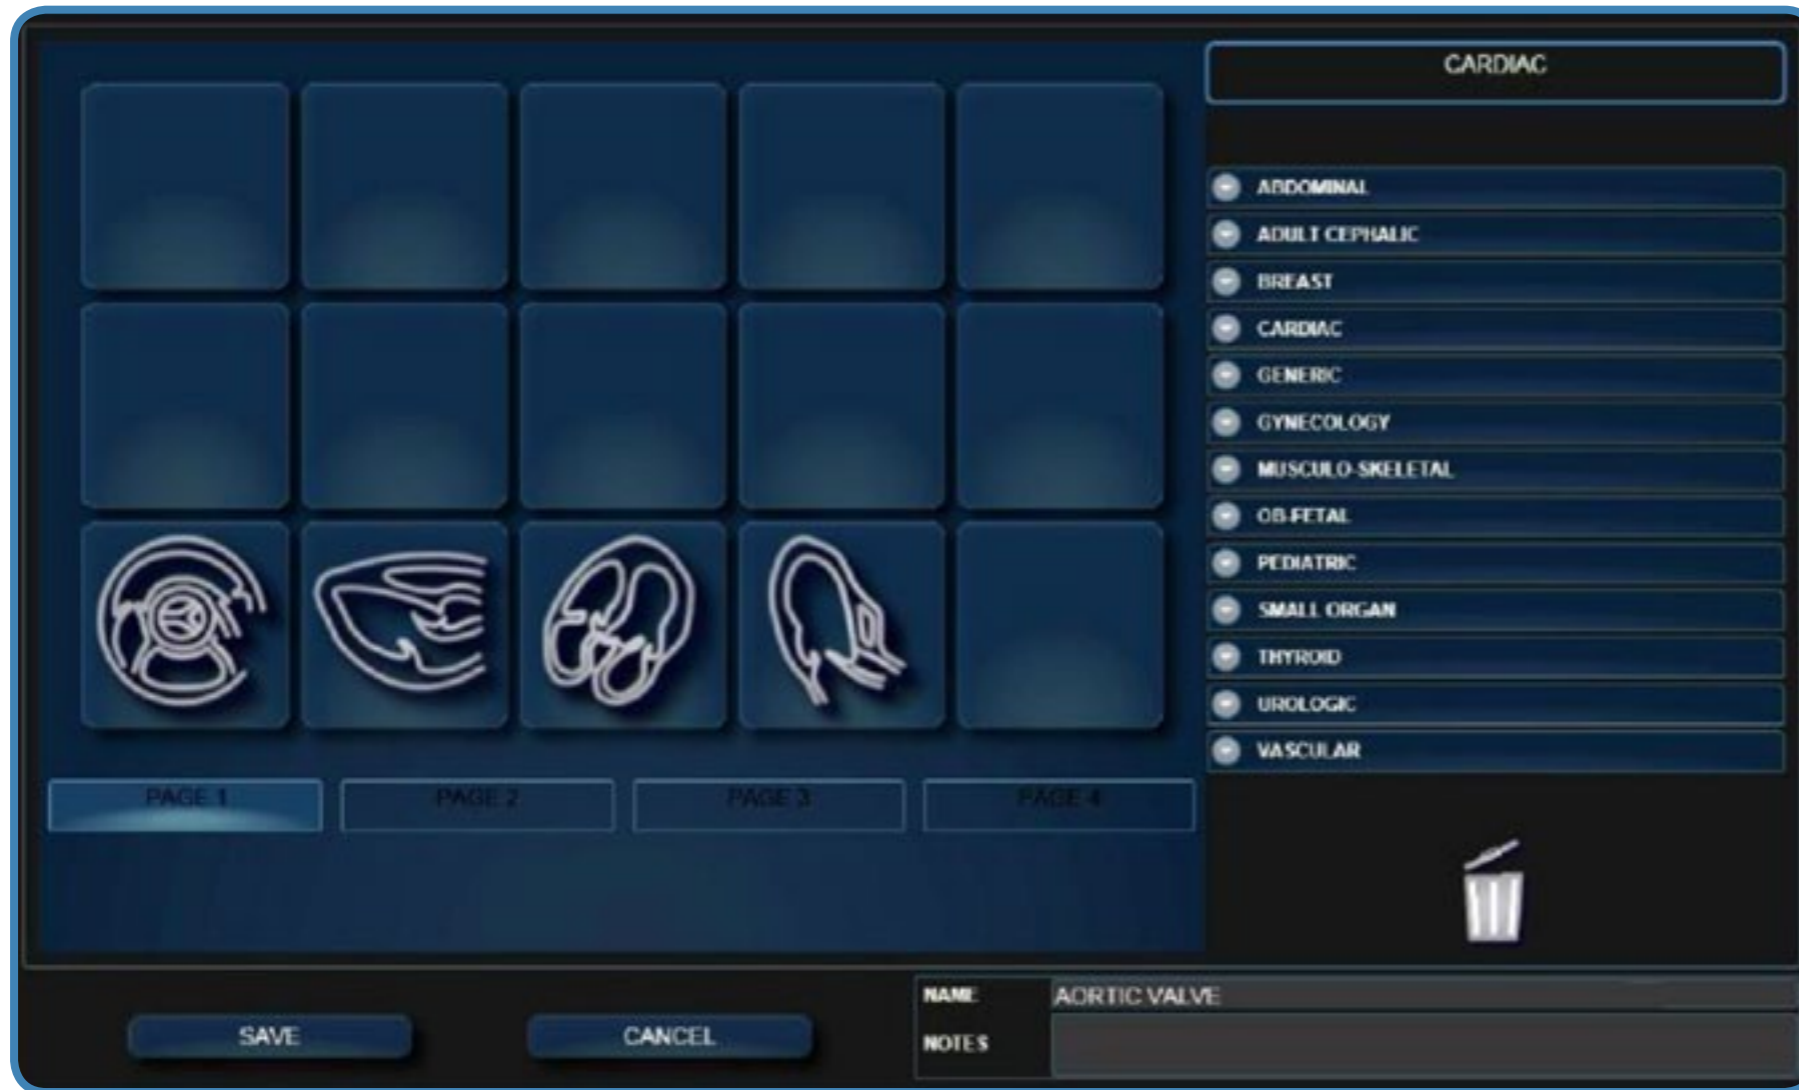 CARDIAC
ABDOMINAL
ADULT CEPHALIC
BREAST
CARDIAC
GENERIC
GYNECOLOGY
MUSCULO-SKELETAL
OB-FETAL
PEDIATRIC
SMALL ORGAN
THYROID
UROLOGIC
VASCULAR
PAGE 1 PAGE 2 PAGE 3 PAGE 4
NAME AORTIC VALVE
SAVE CANCEL
NOTES